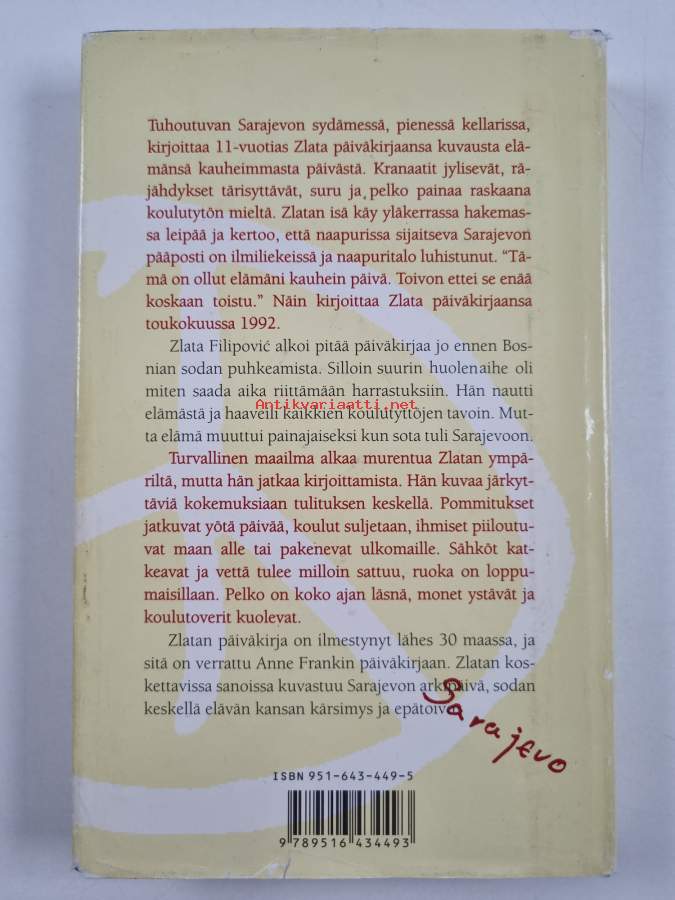 Tuhoutuvan Sarajevon sydämessä, pienessä kellarissa,
kirjoittaa 11-vuotias Zlata päiväkirjaansa kuvausta elä-
mänsä kauheimmasta päivästä. Kranaatit jylisevät, rä-
jähdykset tärisyttävät, suru ja pelko painaa raskaana
koulutytön mieltä. Zlatan isä käy yläkerrassa hakemas-
sa leipää ja kertoo, että naapurissa sijaitseva Sarajevon
pääposti on ilmiliekeissä ja naapuritalo luhistunut. “Tä-
mä on ollut elämäni kauhein päivä. Toivon ettei se enää
koskaan toistu.” Näin kirjoittaa Zlata päiväkirjaansa
toukokuussa 1992.
Zlata Filipović alkoi pitää päiväkirjaa jo ennen Bos-
nian sodan puhkeamista. Silloin suurin huolenaihe oli
miten saada aika riittämään harrastuksiin. Hän nautti
Antikvariaatti.net
elämästä ja haaveili kaikkien koulutyttöjen tavoin. Mut-
ta elämä muuttui painajaiseksi kun sota tuli Sarajevoon.
Turvallinen maailma alkaa murentua Zlatan ympä-
riltä, mutta hän jatkaa kirjoittamista. Hän kuvaa järkyt-
täviä kokemuksiaan tulituksen keskellä. Pommitukset
jatkuvat yötä päivää, koulut suljetaan, ihmiset piiloutu-
vat maan alle tai pakenevat ulkomaille. Sähköt kat-
keavat ja vettä tulee milloin sattuu, ruoka on loppu-
maisillaan. Pelko on koko ajan läsnä, monet ystävät ja
koulutoverit kuolevat.
Zlatan päiväkirja on ilmestynyt lähes 30 maassa, ja
sitä on verrattu Anne Frankin päiväkirjaan. Zlatan kos-
kettavissa sanoissa kuvastuu Sarajevon arkipäivä, sodan
keskellä elävän kansan kärsimys ja
Sarajevo
ISBN 951-643-449-5
9 789516 434493